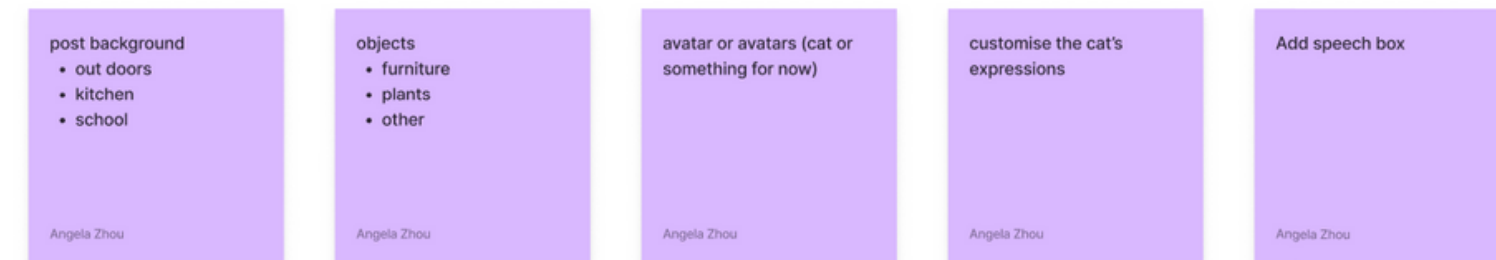 post background
• out doors
• kitchen
• school
Angela Zhou
objects
• furniture
• plants
• other
Angela Zhou
avatar or avatars (cat or
something for now)
Angela Zhou
customise the cat's
expressions
Angela Zhou
Add speech box
Angela Zhou